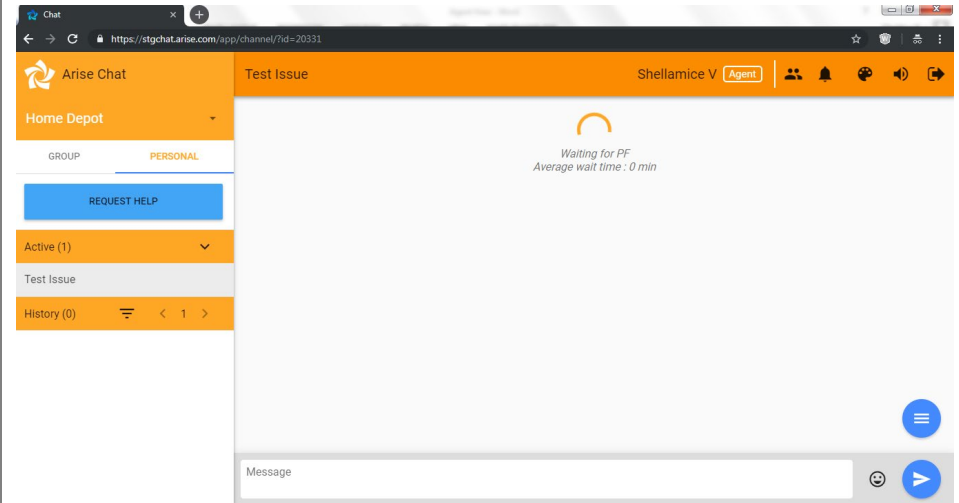 Chat
https://stgchat.arise.com/app/channel/?id=20331
Arise Chat
Test Issue
Shellamice V Agent
Home Depot
GROUP PERSONAL
REQUEST HELP
Active (1)
Test Issue
History (0) 1
Waiting for PF
Average wait time : 0 min
Message